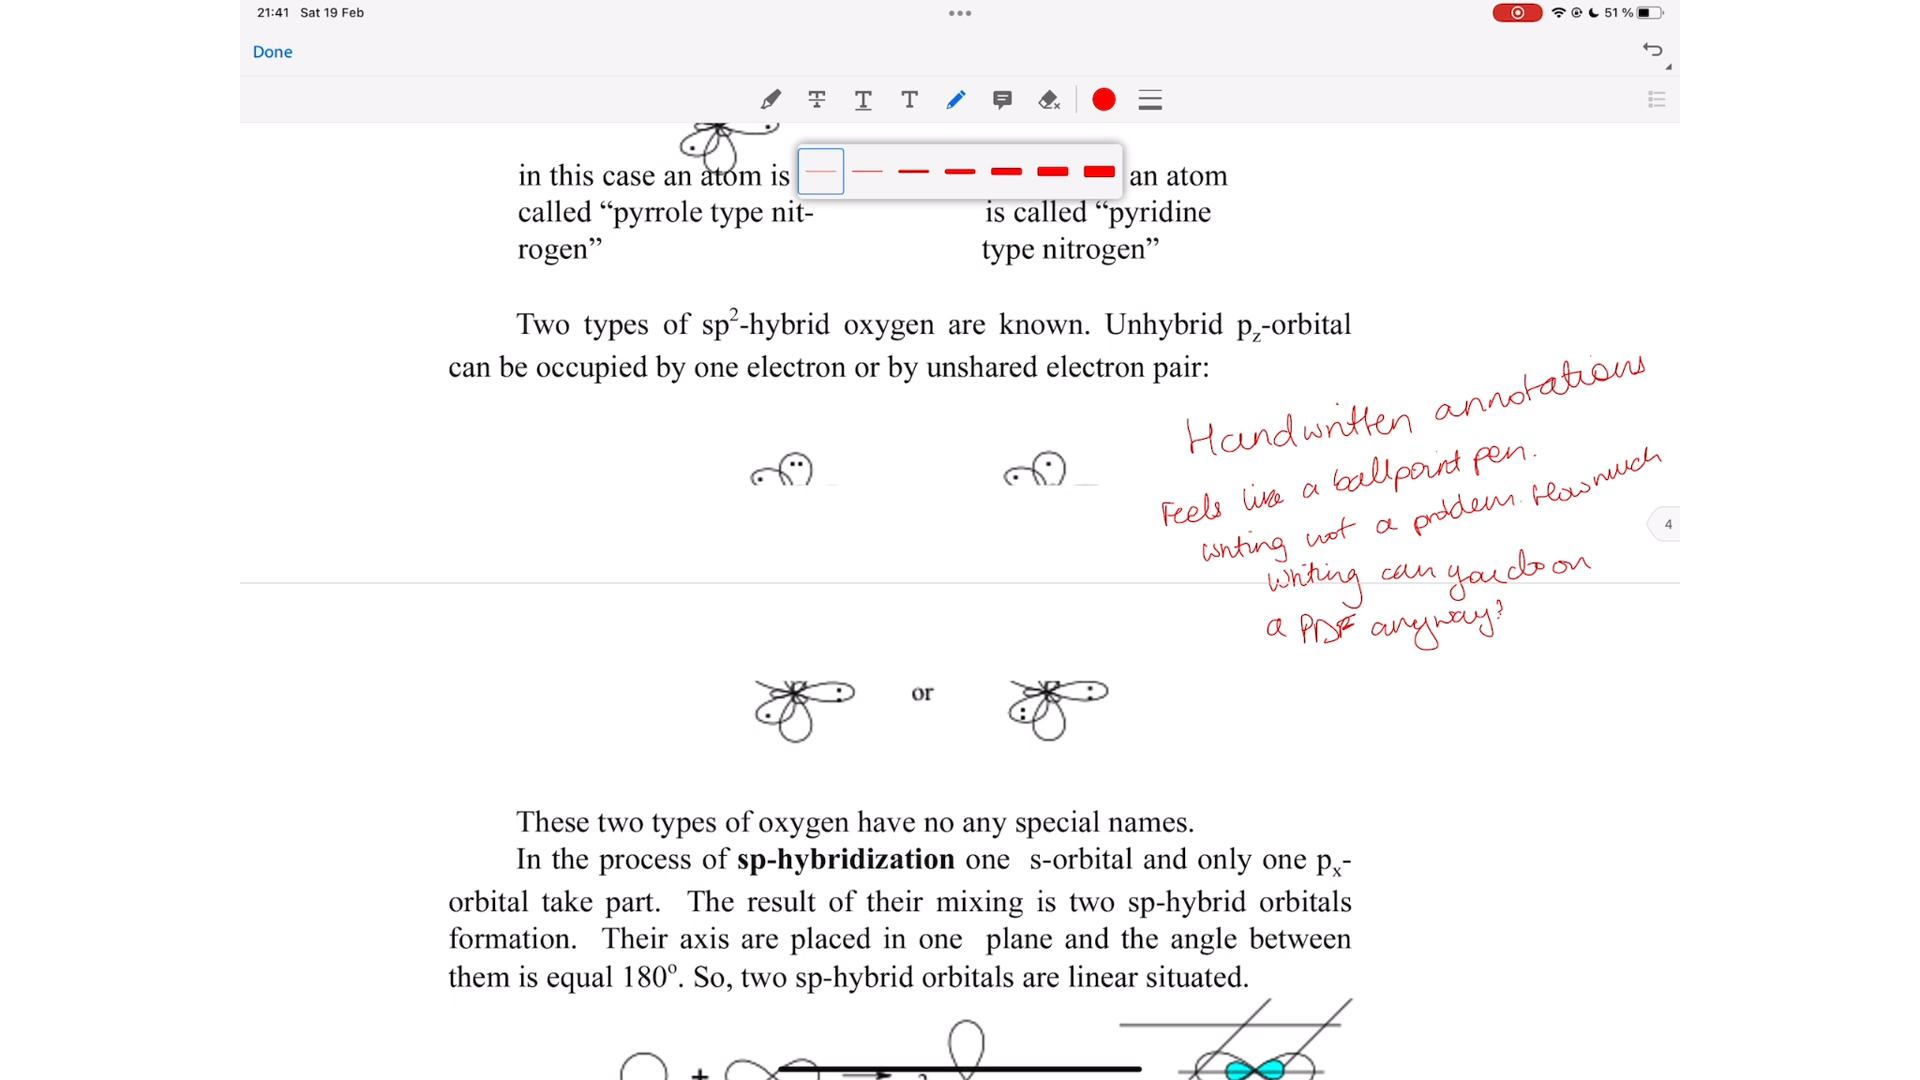 21:41 Sat 19 Feb
51 %
Done
in this case an atom is
an atom
called “pyrrole type nit-
is called “pyridine
rogen”
type nitrogen”
Two types of sp²-hybrid oxygen are known. Unhybrid pz-orbital
can be occupied by one electron or by unshared electron pair:
Handwritten annotations
Feels like a ballpoint pen.
writing not a problem. How much
writing can you do on
a PDF anyway?
4
or
These two types of oxygen have no any special names.
In the process of sp-hybridization one s-orbital and only one px-
orbital take part. The result of their mixing is two sp-hybrid orbitals
formation. Their axis are placed in one plane and the angle between
them is equal 180º. So, two sp-hybrid orbitals are linear situated.
+